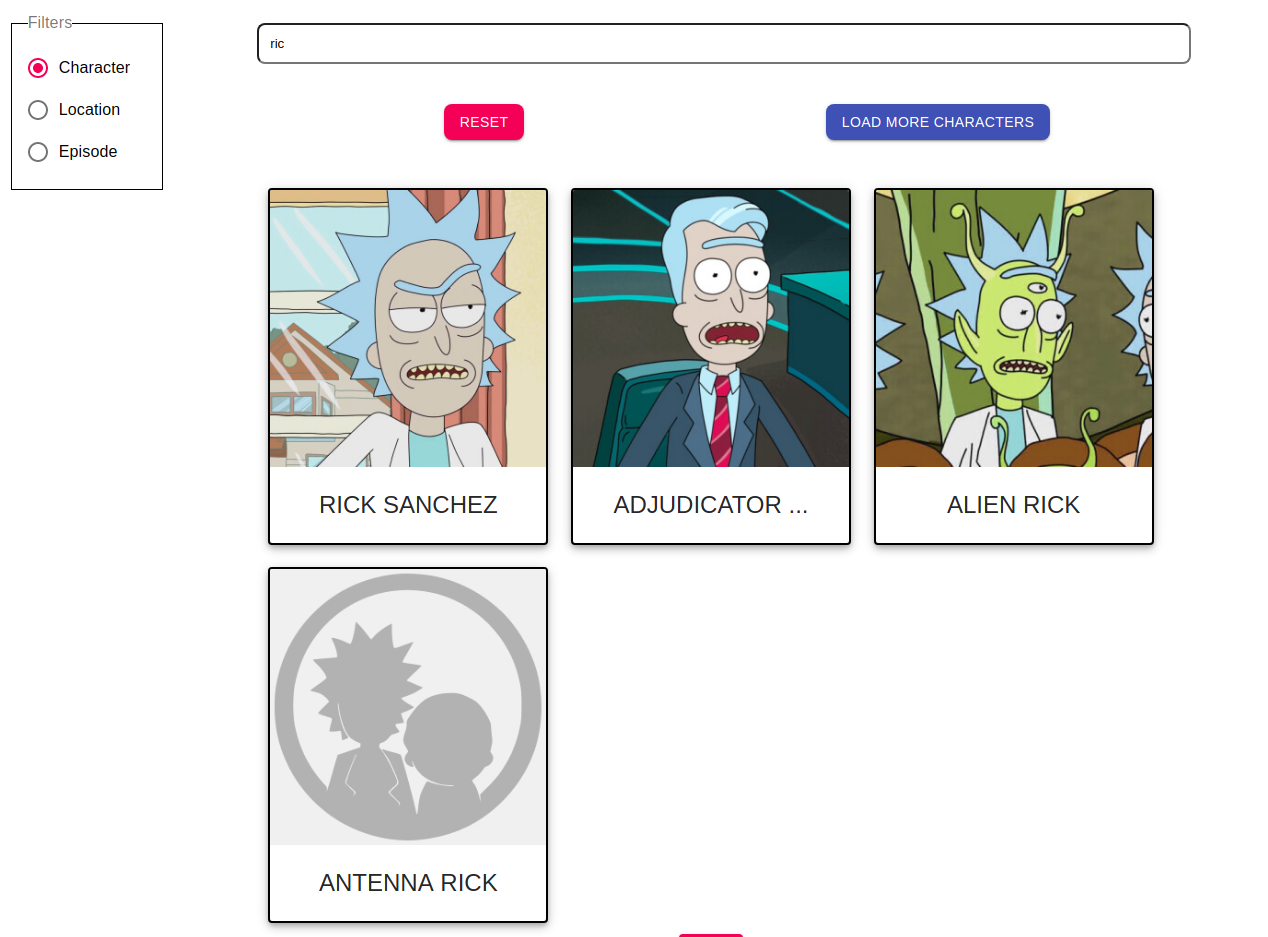 Filters
Character
Location
Episode
ric
RESET
LOAD MORE CHARACTERS
RICK SANCHEZ
ADJUDICATOR ...
ALIEN RICK
ANTENNA RICK